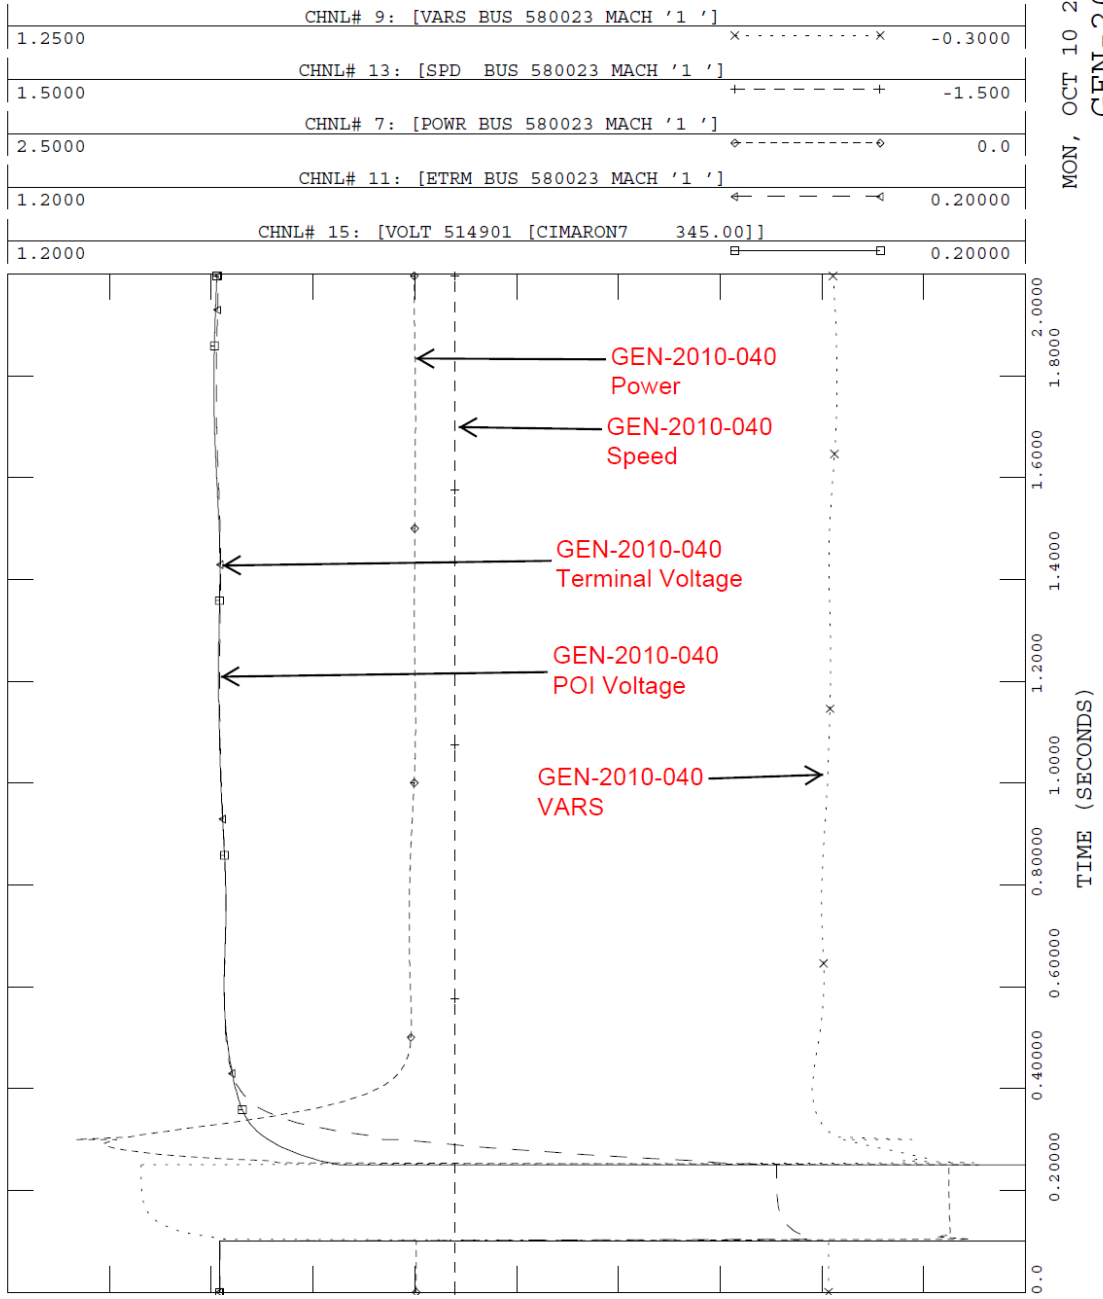 CHNL# 9: [VARS BUS 580023 MACH '1 ']
1.2500 -0.3000
CHNL# 13: [SPD BUS 580023 MACH '1 ']
1.5000 -1.500
CHNL# 7: [POWR BUS 580023 MACH '1 ']
2.5000 0.0
CHNL# 11: [ETRM BUS 580023 MACH '1 ']
1.2000 0.20000
CHNL# 15: [VOLT 514901 [CIMARON7 345.00]]
1.2000 0.20000
MON, OCT 10 2
GEN-2010-040
Power
GEN-2010-040
Speed
GEN-2010-040
Terminal Voltage
GEN-2010-040
POI Voltage
GEN-2010-040
VARS
2.0000
1.8000
1.6000
1.4000
1.2000
1.0000
0.80000
0.60000
0.40000
0.20000
0.0
TIME (SECONDS)